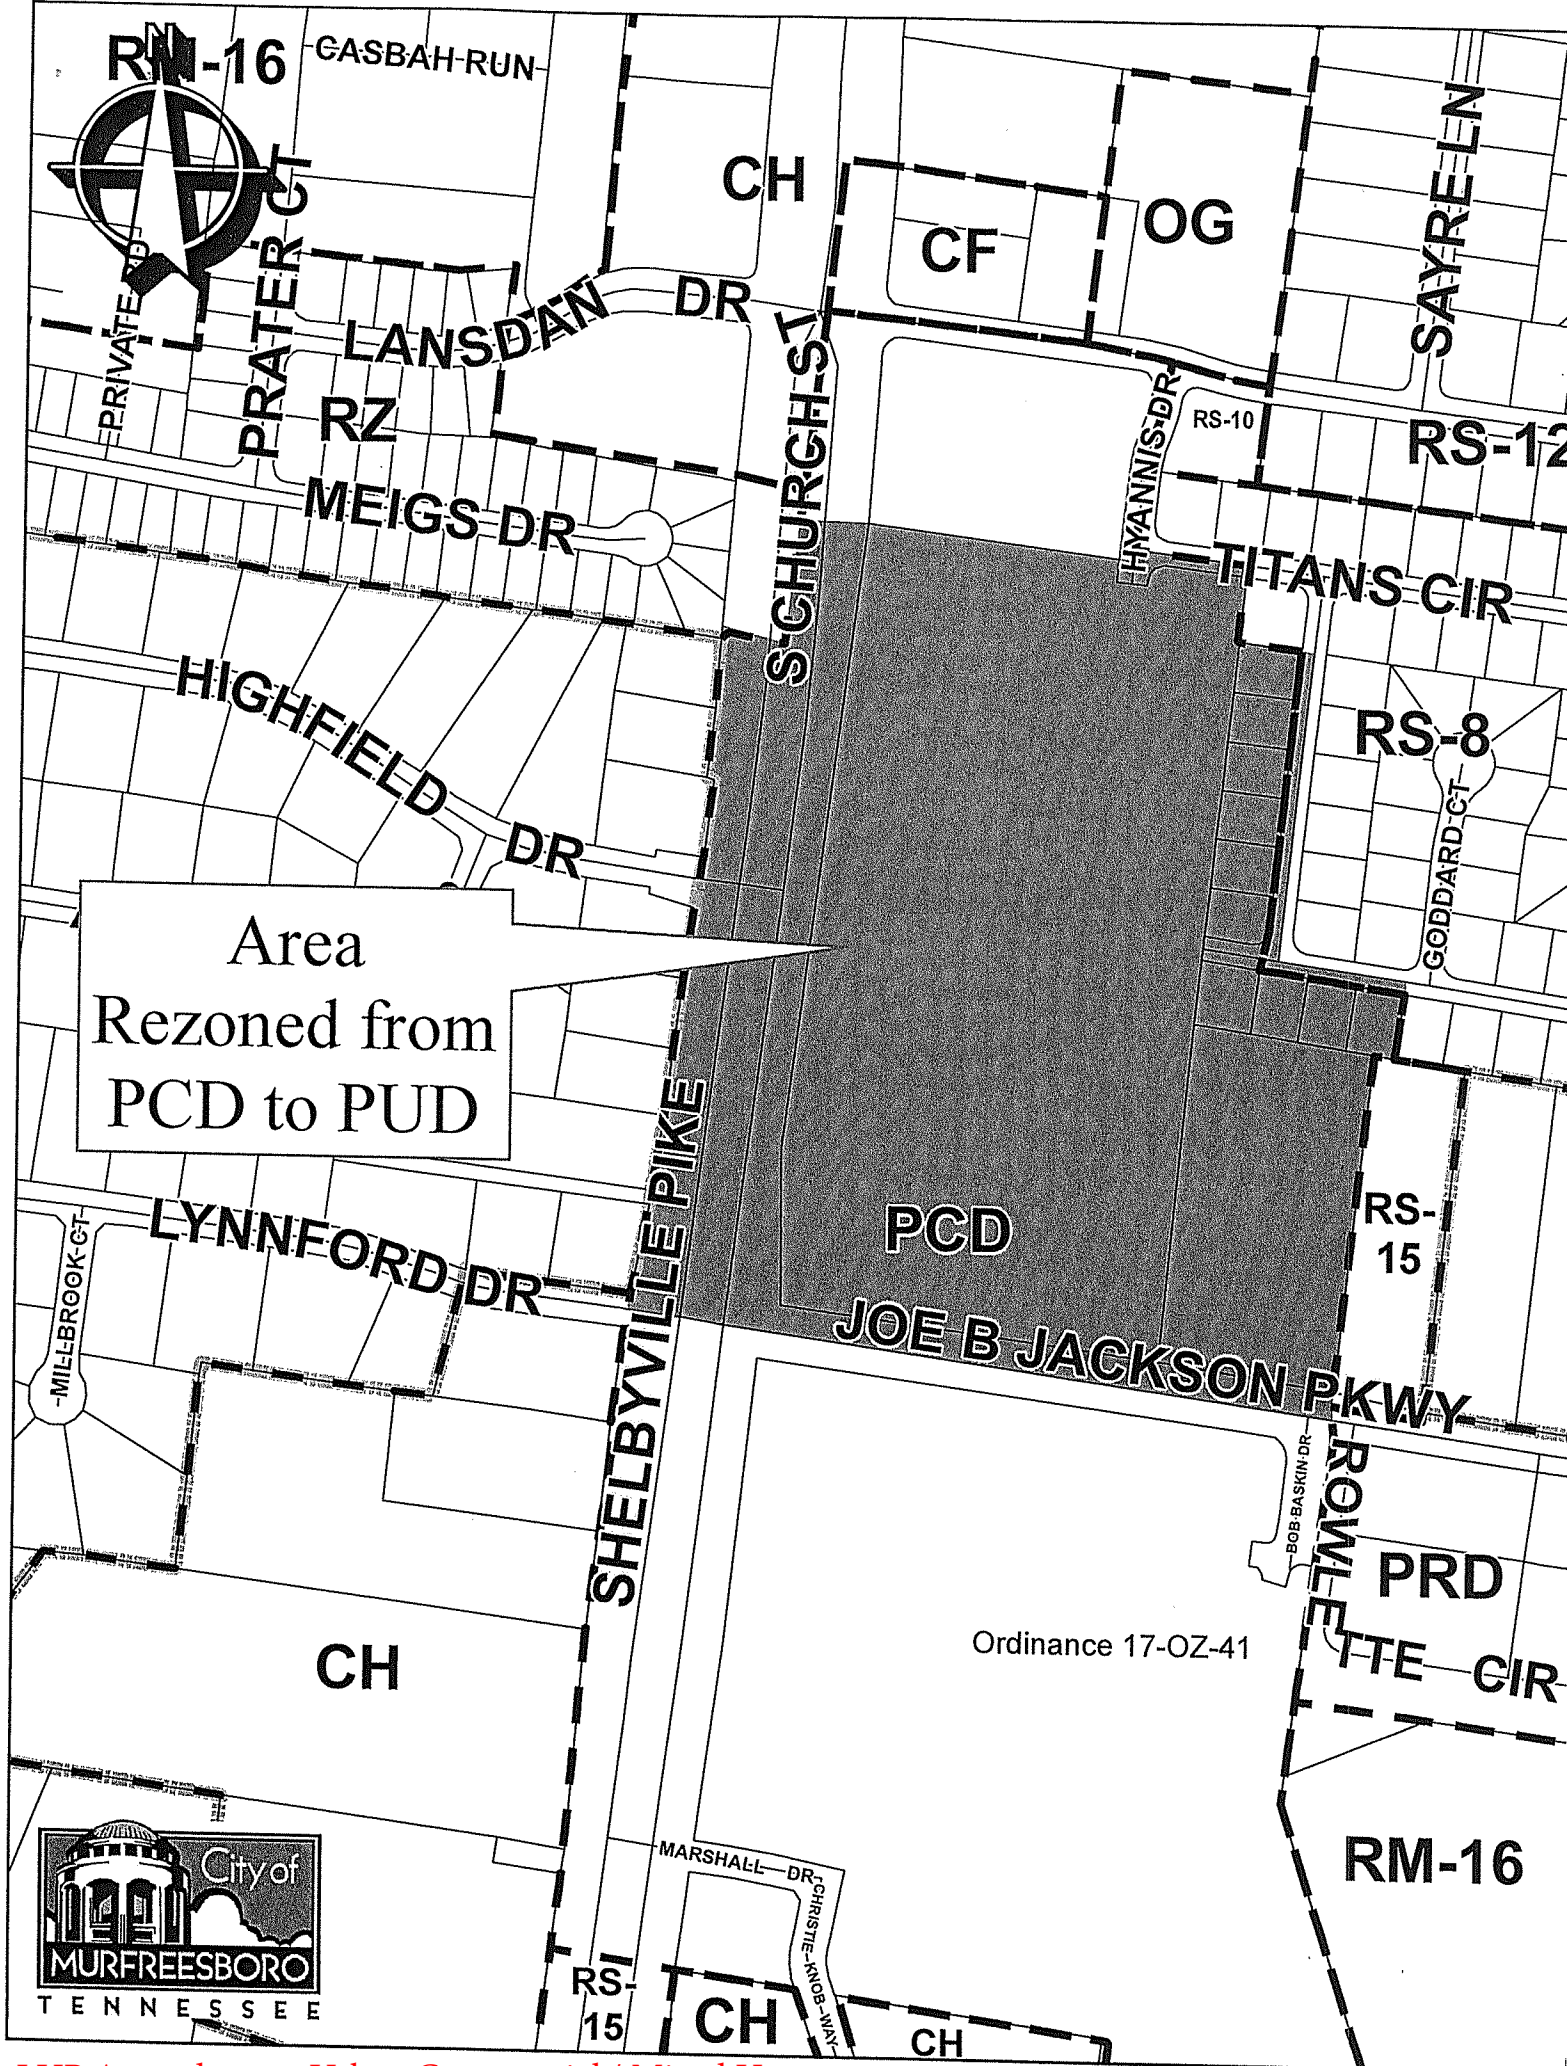 N
RM-16
CASBAH RUN
PRIVATE RD
PRATER CT
LANSDAN DR
CH
CF
OG
SAYRE LN
RZ
S CHURCH ST
HYANNIS DR
RS-10
RS-12
MEIGS DR
TITANS CIR
HIGHFIELD DR
RS-8
GODDARD CT
Area
Rezoned from
PCD to PUD
SHELBYVILLE PIKE
PCD
RS-
15
LYNNFORD DR
MILLBROOK CT
JOE B JACKSON PKWY
BOB BASKIN DR
ROWLETTE CIR
PRD
Ordinance 17-OZ-41
CH
RM-16
MARSHALL DR
CHRISTIE KNOB WAY
City of
MURFREESBORO
TENNESSEE
RS-
15
CH
CH